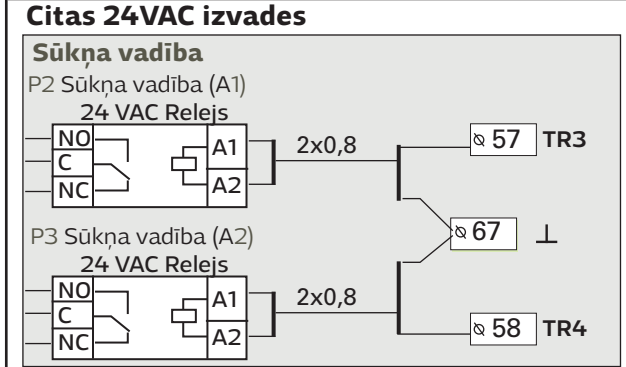 Citas 24VAC izvades
Sūkņa vadība
P2 Sūkņa vadība (A1)
24 VAC Relejs
NO
C
NC
A1
A2
2x0,8
57 TR3
67 ⊥
P3 Sūkņa vadība (A2)
24 VAC Relejs
NO
C
NC
A1
A2
2x0,8
58 TR4